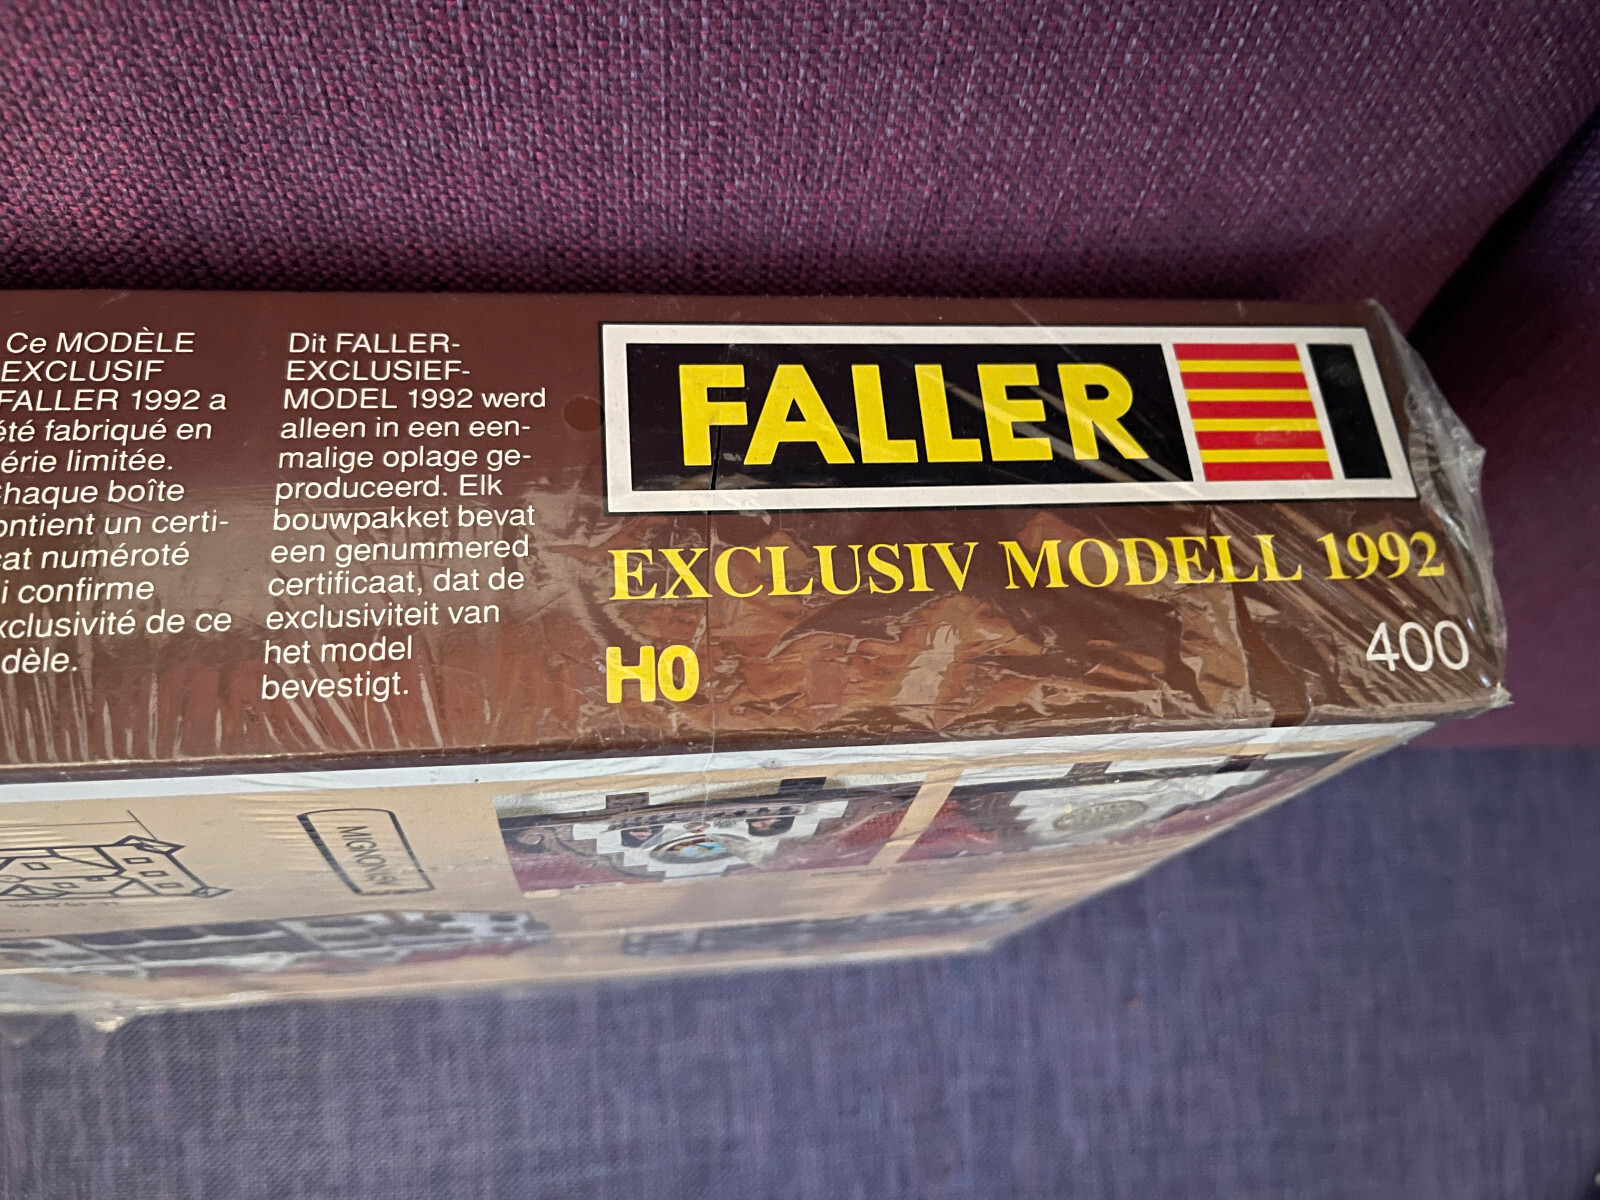 Ce MODÈLE
EXCLUSIF
FALLER 1992 a
été fabriqué en
érie limitée.
haque boîte
ontient un certi-
cat numéroté
i confirme
xclusivité de ce
dèle.
Dit FALLER-
EXCLUSIEF-
MODEL 1992 werd
alleen in een een-
malige oplage ge-
produceerd. Elk
bouwpakket bevat
een genummered
certificaat, dat de
exclusiviteit van
het model
bevestigt.
FALLER
EXCLUSIV MODELL 1992
H0
400